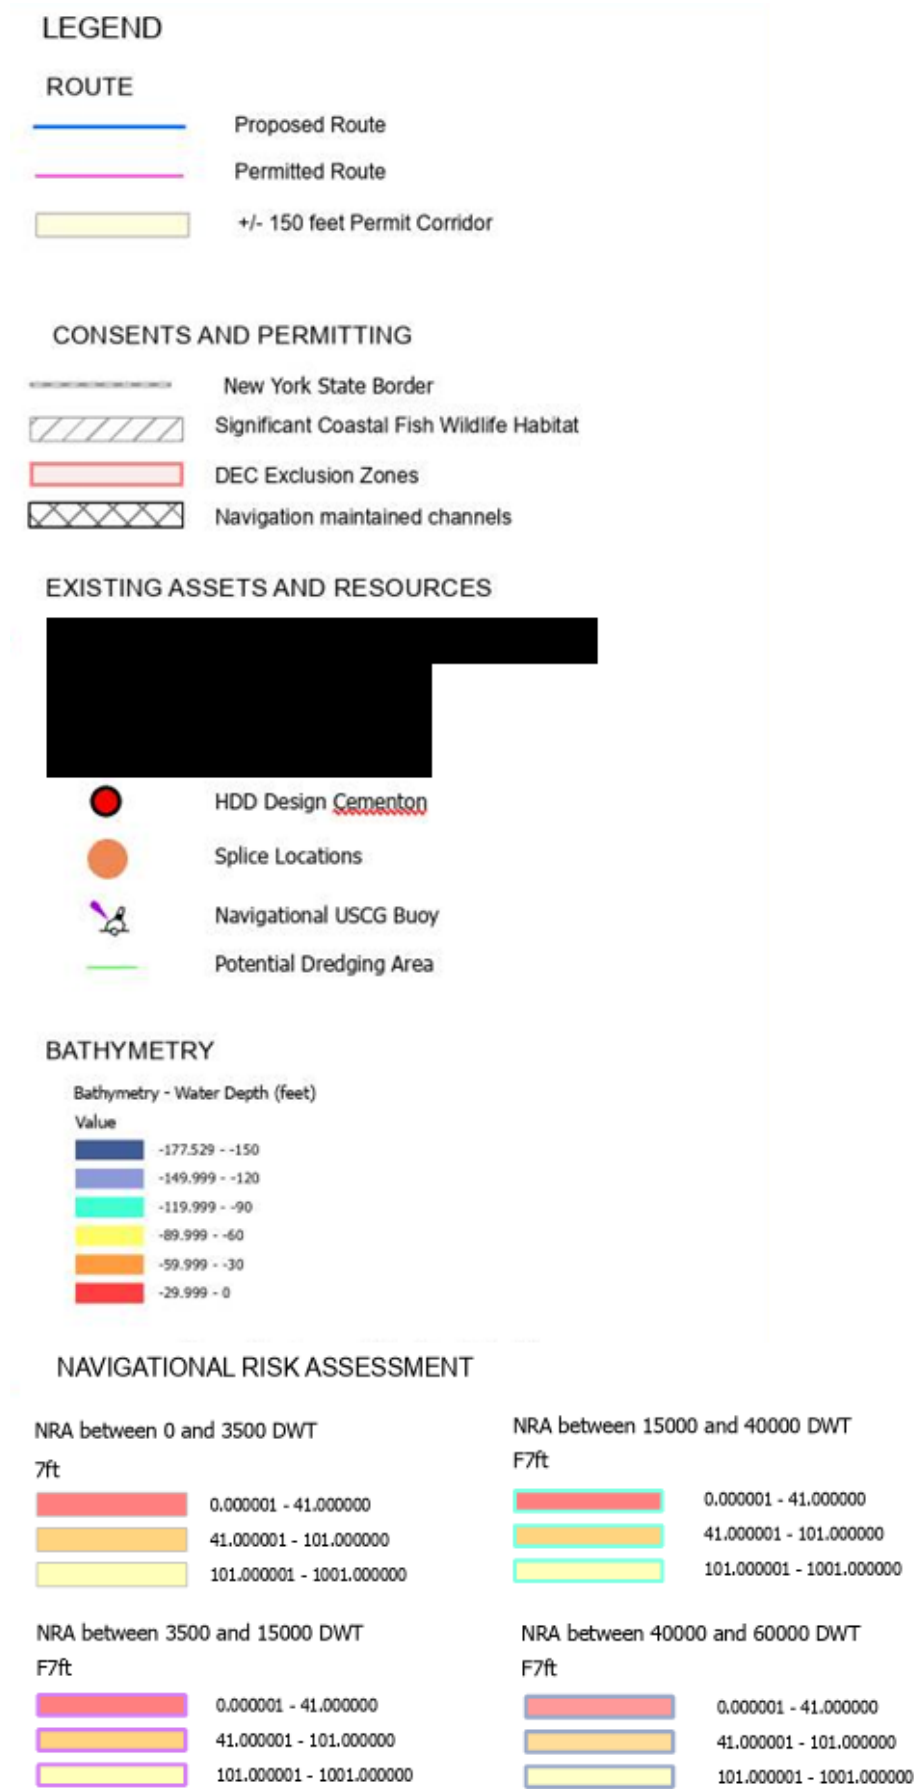 LEGEND
ROUTE
Proposed Route
Permitted Route
+/- 150 feet Permit Corridor
CONSENTS AND PERMITTING
New York State Border
Significant Coastal Fish Wildlife Habitat
DEC Exclusion Zones
Navigation maintained channels
EXISTING ASSETS AND RESOURCES
HDD Design Cementon
Splice Locations
Navigational USCG Buoy
Potential Dredging Area
BATHYMETRY
Bathymetry - Water Depth (feet)
Value
-177.529 - -150
-149.999 - -120
-119.999 - -90
-89.999 - -60
-59.999 - -30
-29.999 - 0
NAVIGATIONAL RISK ASSESSMENT
NRA between 0 and 3500 DWT
7ft
0.000001 - 41.000000
41.000001 - 101.000000
101.000001 - 1001.000000
NRA between 15000 and 40000 DWT
F7ft
0.000001 - 41.000000
41.000001 - 101.000000
101.000001 - 1001.000000
NRA between 3500 and 15000 DWT
F7ft
0.000001 - 41.000000
41.000001 - 101.000000
101.000001 - 1001.000000
NRA between 40000 and 60000 DWT
F7ft
0.000001 - 41.000000
41.000001 - 101.000000
101.000001 - 1001.000000